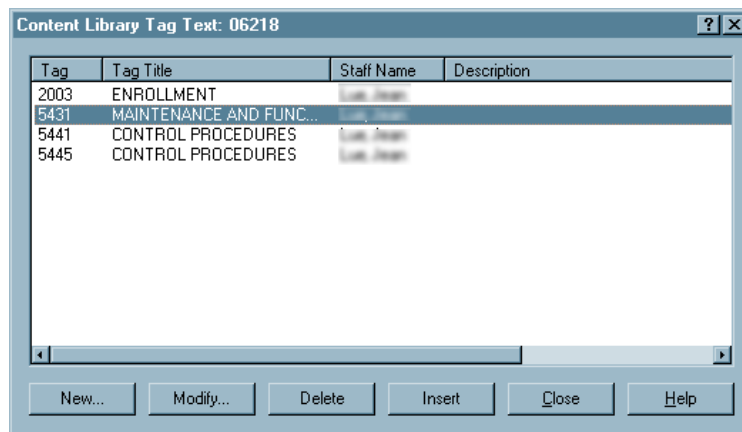 Content Library Tag Text: 06218 ? ×
Tag Tag Title Staff Name Description
2003 ENROLLMENT
5431 MAINTENANCE AND FUNC...
5441 CONTROL PROCEDURES
5445 CONTROL PROCEDURES
New... Modify... Delete Insert Close Help